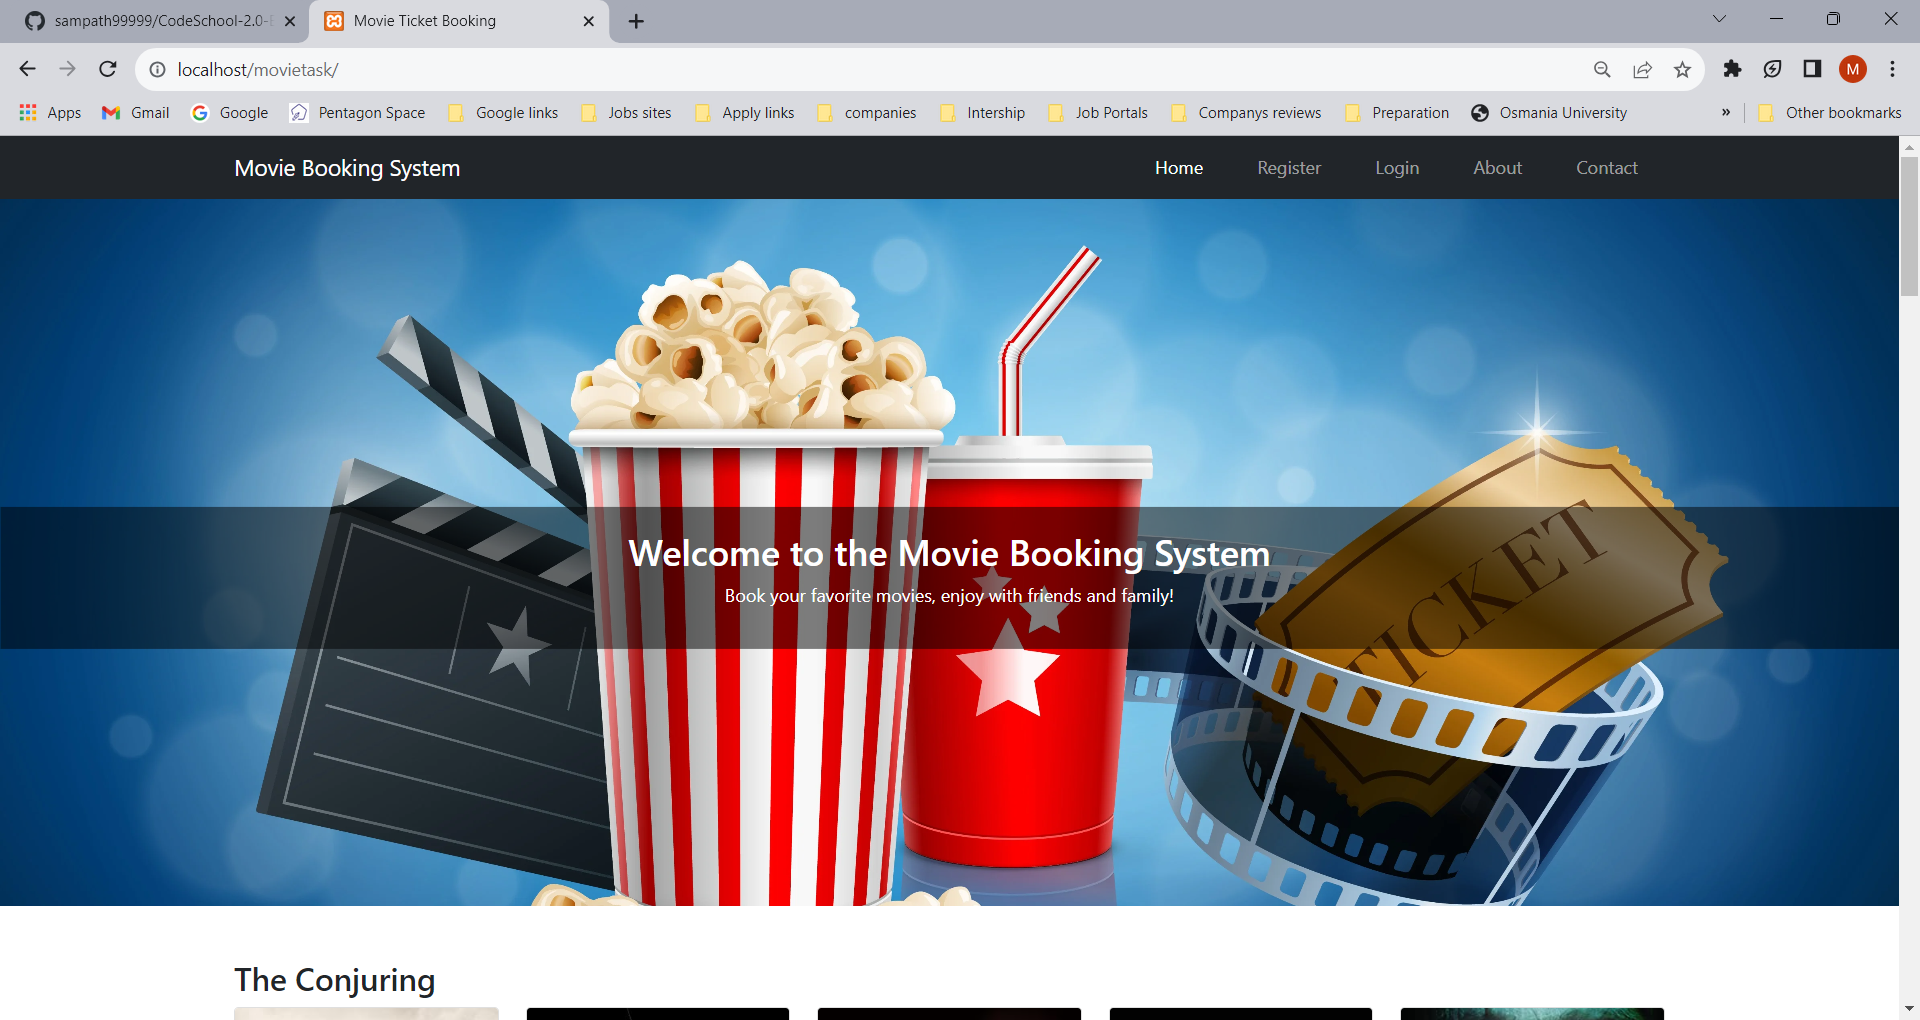 sampath99999/CodeSchool-2.0-
Movie Ticket Booking
localhost/movietask/
M
Apps
Gmail
Google
Pentagon Space
Google links
Jobs sites
Apply links
companies
Intership
Job Portals
Companys reviews
Preparation
Osmania University
»
Other bookmarks
Movie Booking System
Home
Register
Login
About
Contact
TICKET
Welcome to the Movie Booking System
Book your favorite movies, enjoy with friends and family!
The Conjuring